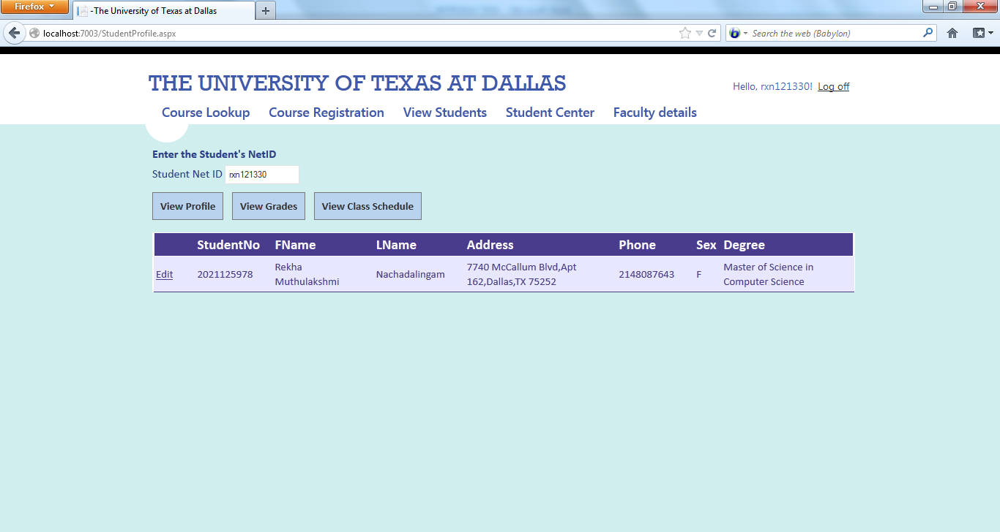 Firefox
-The University of Texas at Dallas
localhost:7003/StudentProfile.aspx
Search the web (Babylon)
THE UNIVERSITY OF TEXAS AT DALLAS
Hello, rxn121330! Log off
Course Lookup Course Registration View Students Student Center Faculty details
Enter the Student's NetID
Student Net ID rxn121330
View Profile View Grades View Class Schedule
StudentNo FName LName Address Phone Sex Degree
Edit 2021125978 Rekha Muthulakshmi Nachadalingam 7740 McCallum Blvd,Apt 162,Dallas,TX 75252 2148087643 F Master of Science in Computer Science